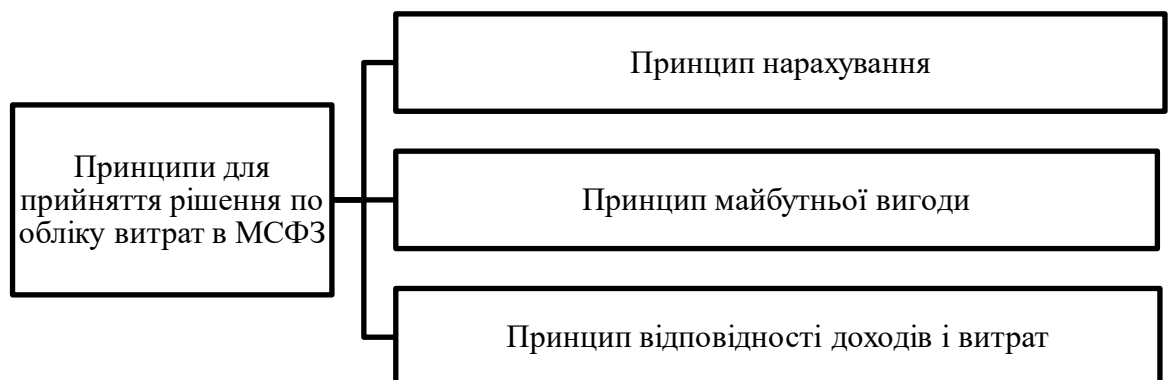 Принцип нарахування
Принципи для
прийняття рішення по
обліку витрат в МСФЗ
Принцип майбутньої вигоди
Принцип відповідності доходів і витрат